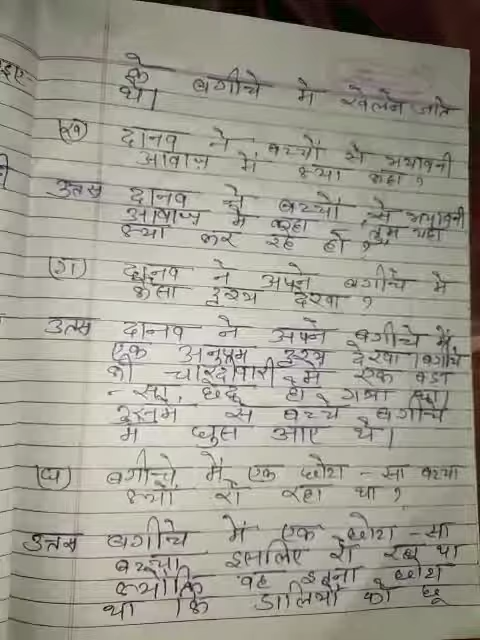 के बगीचे में खेलने जाते
थे।
(ख) दानव ने बच्चों से भयावनी
आवाज़ में क्या कहा?
उत्तर दानव ने बच्चों से भयावनी
आवाज़ में कहा, तुम यहाँ
क्या कर रहे हो?
(ग) दानव ने अपने बगीचे में
कैसा दृश्य देखा?
उत्तर दानव ने अपने बगीचे में
एक अनुपम दृश्य देखा। बगीचे
की चारदीवारी में एक बड़ा
-सा, छेद हो गया था।
इसमें से बच्चे बगीचे
में घुस आए थे।
(घ) बगीचे में एक छोटा-सा बच्चा
क्यों रो रहा था?
उत्तर बगीचे में एक छोटा-सा
बच्चा इसलिए रो रहा था
क्योंकि वह इतना छोटा
था कि डालियों को छू